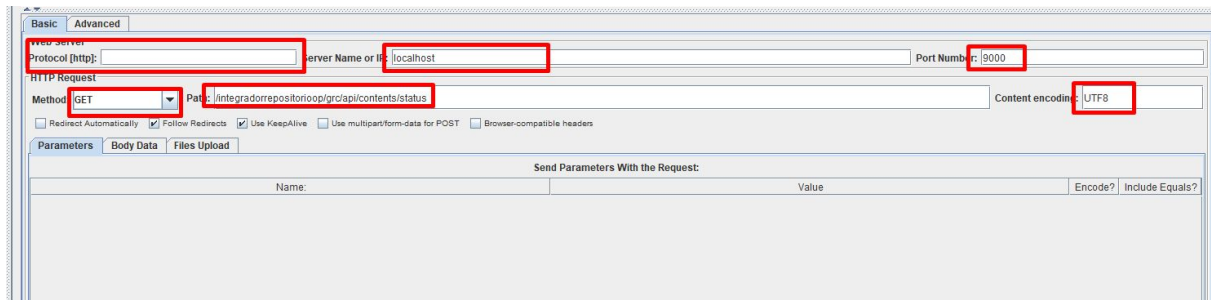 Basic Advanced
Web Server
Protocol [http]: Server Name or IP: localhost Port Number: 9000
HTTP Request
Method: GET Path: /integradorrepositorioop/grc/api/contents/status Content encoding: UTF8
Redirect Automatically Follow Redirects Use KeepAlive Use multipart/form-data for POST Browser-compatible headers
Parameters Body Data Files Upload
Send Parameters With the Request:
Name: Value Encode? Include Equals?